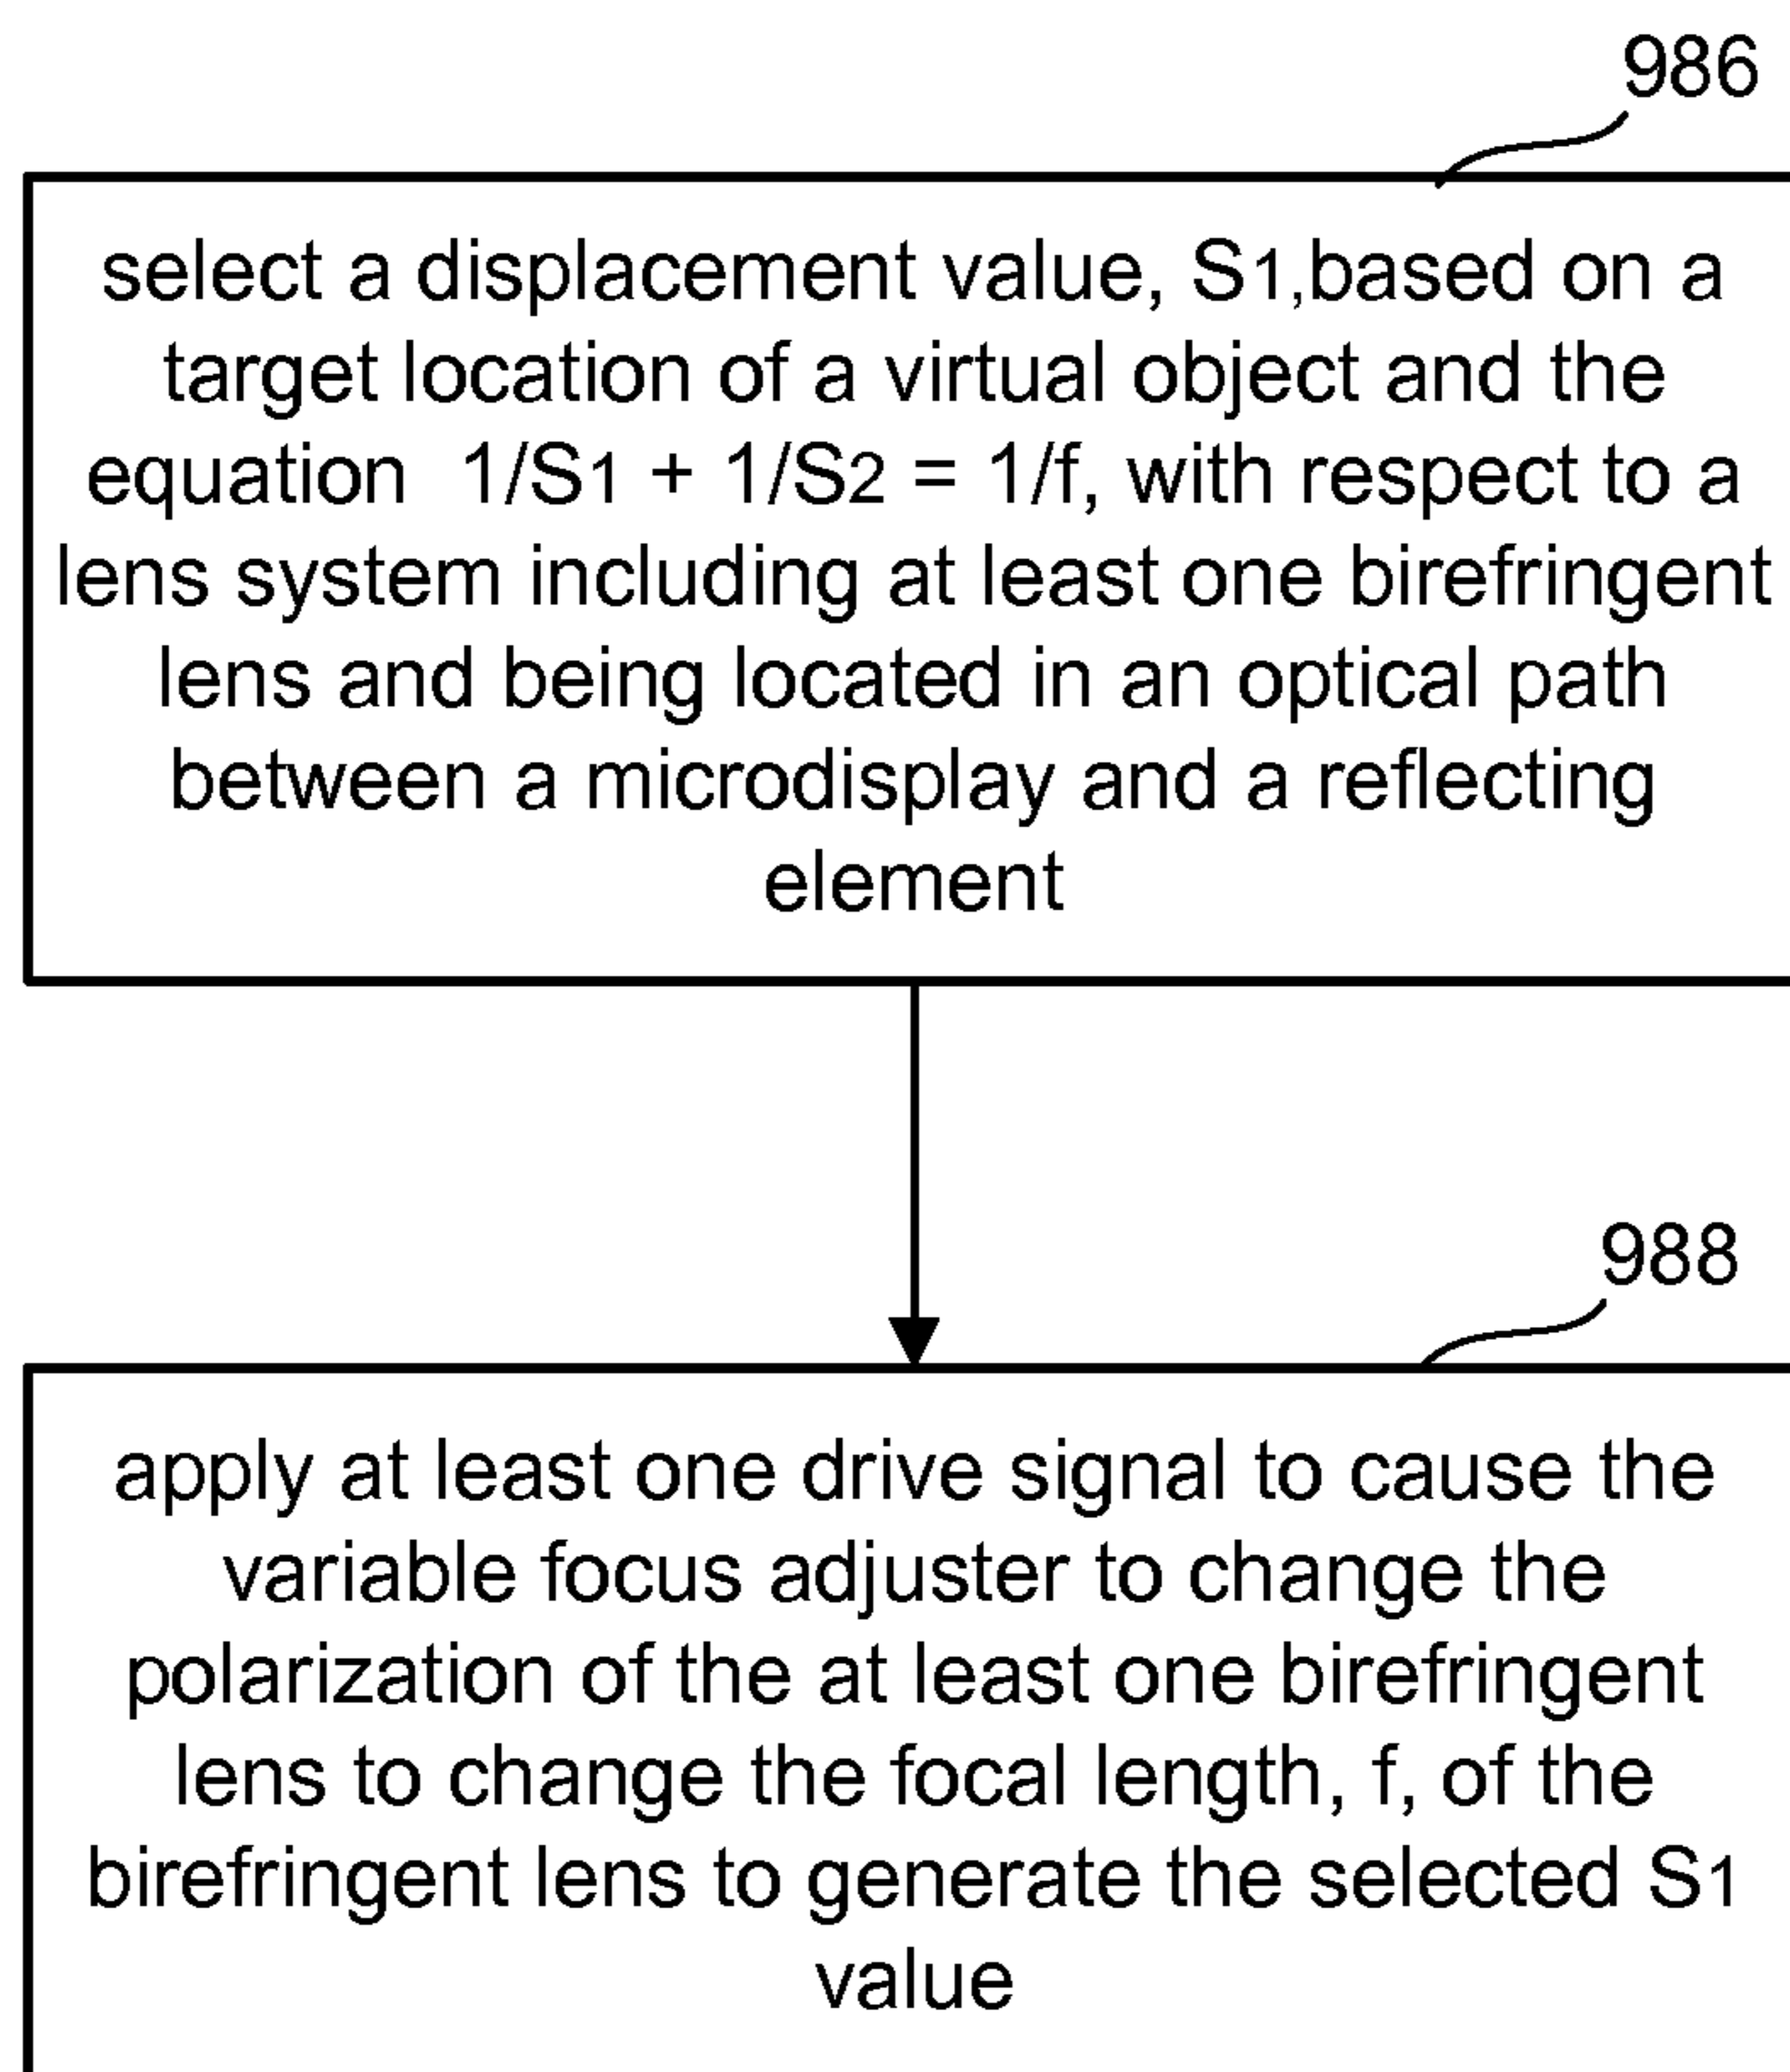 986
select a displacement value, S1,based on a
target location of a virtual object and the
equation 1/S1 + 1/S2 = 1/f, with respect to a
lens system including at least one birefringent
lens and being located in an optical path
between a microdisplay and a reflecting
element
988
apply at least one drive signal to cause the
variable focus adjuster to change the
polarization of the at least one birefringent
lens to change the focal length, f, of the
birefringent lens to generate the selected S1
value